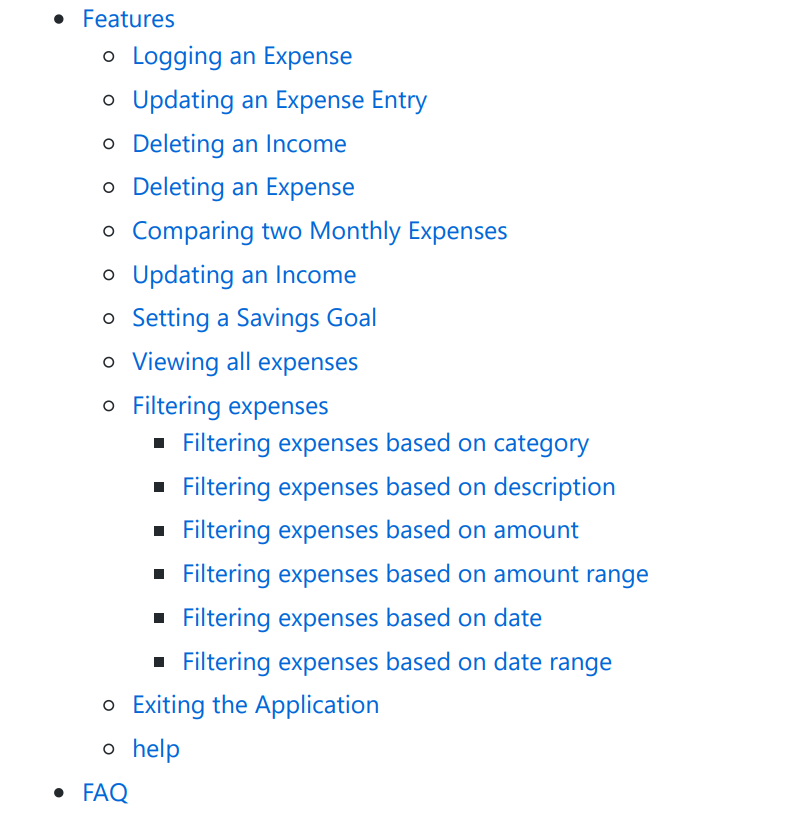 Features
Logging an Expense
Updating an Expense Entry
Deleting an Income
Deleting an Expense
Comparing two Monthly Expenses
Updating an Income
Setting a Savings Goal
Viewing all expenses
Filtering expenses
Filtering expenses based on category
Filtering expenses based on description
Filtering expenses based on amount
Filtering expenses based on amount range
Filtering expenses based on date
Filtering expenses based on date range
Exiting the Application
help
FAQ